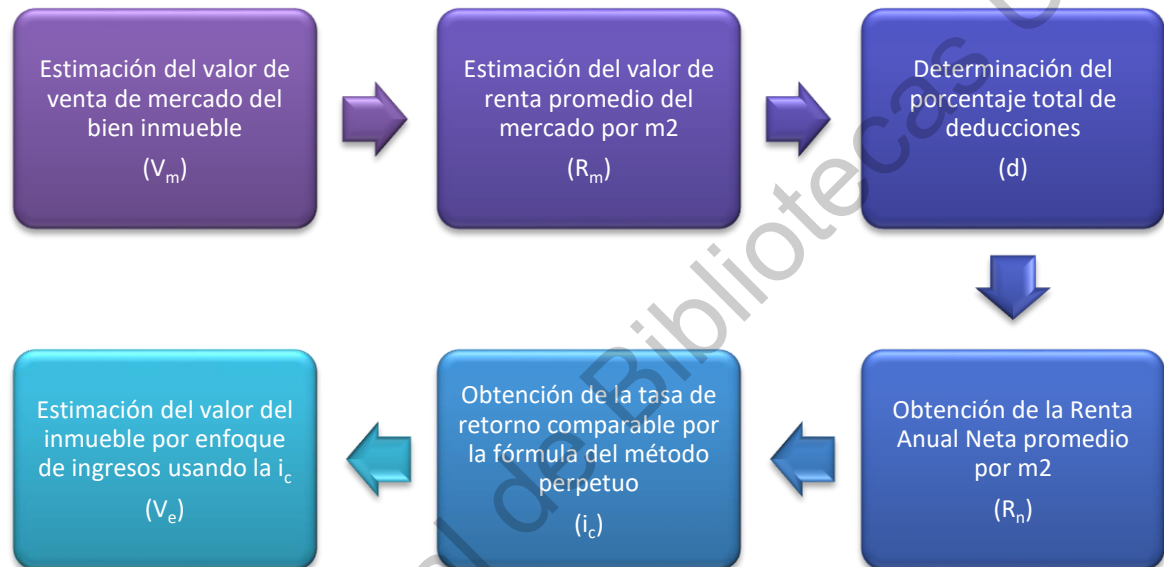 Estimación del valor de
venta de mercado del
bien inmueble
(Vm)
Estimación del valor de
renta promedio del
mercado por m2
(Rm)
Determinación del
porcentaje total de
deducciones
(d)
Obtención de la Renta
Anual Neta promedio
por m2
(Rn)
Obtención de la tasa de
retorno comparable por
la fórmula del método
perpetuo
(ic)
Estimación del valor del
inmueble por enfoque
de ingresos usando la ic
(Ve)
al de Bibliotecas U